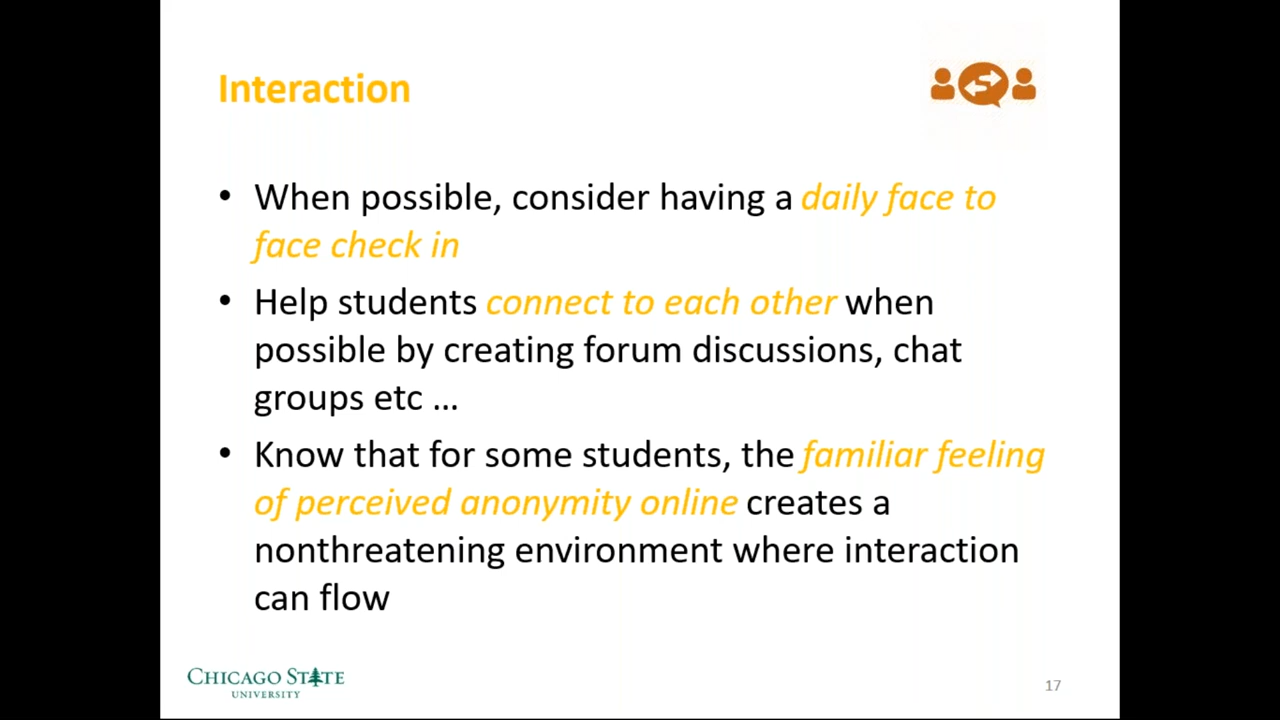 Interaction
• When possible, consider having a daily face to
face check in
• Help students connect to each other when
possible by creating forum discussions, chat
groups etc …
• Know that for some students, the familiar feeling
of perceived anonymity online creates a
nonthreatening environment where interaction
can flow
CHICAGO STATE
UNIVERSITY
17